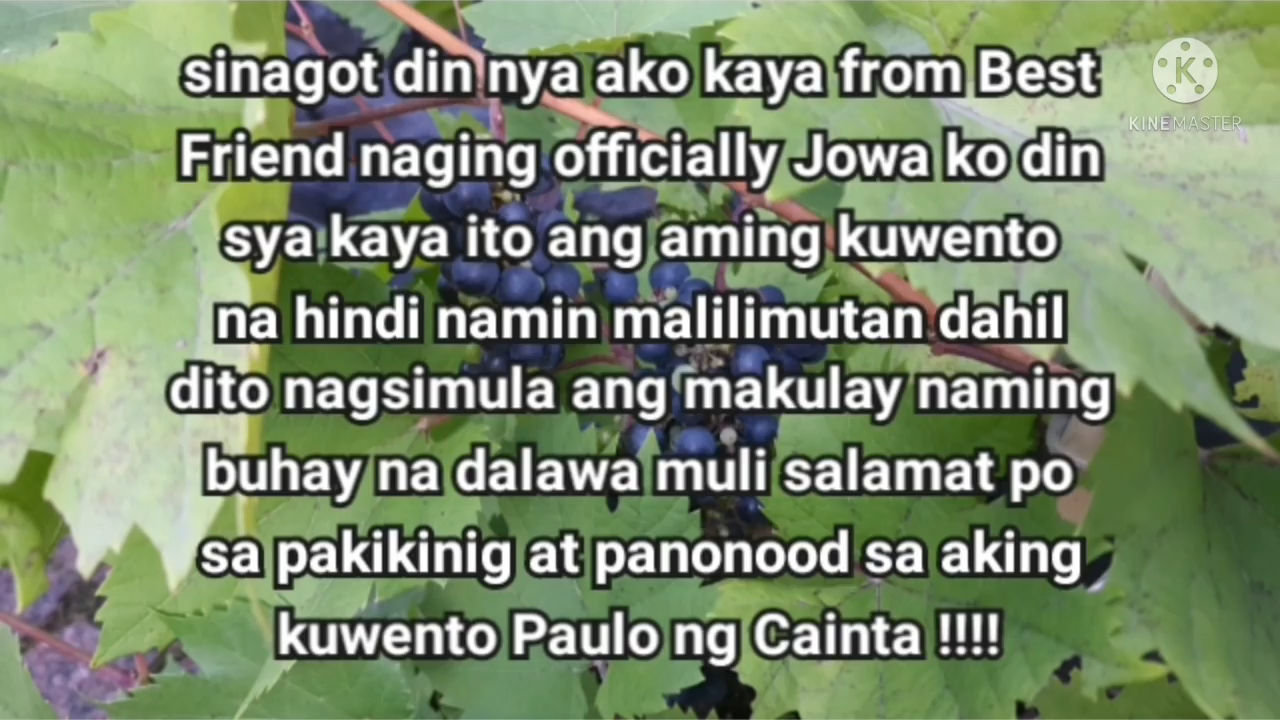 sinagot din nya ako kaya from Best
Friend naging officially Jowa ko din
sya kaya ito ang aming kuwento
na hindi namin malilimutan dahil
dito nagsimula ang makulay naming
buhay na dalawa muli salamat po
sa pakikinig at panonood sa aking
kuwento Paulo ng Cainta !!!!
K
KINEMASTER